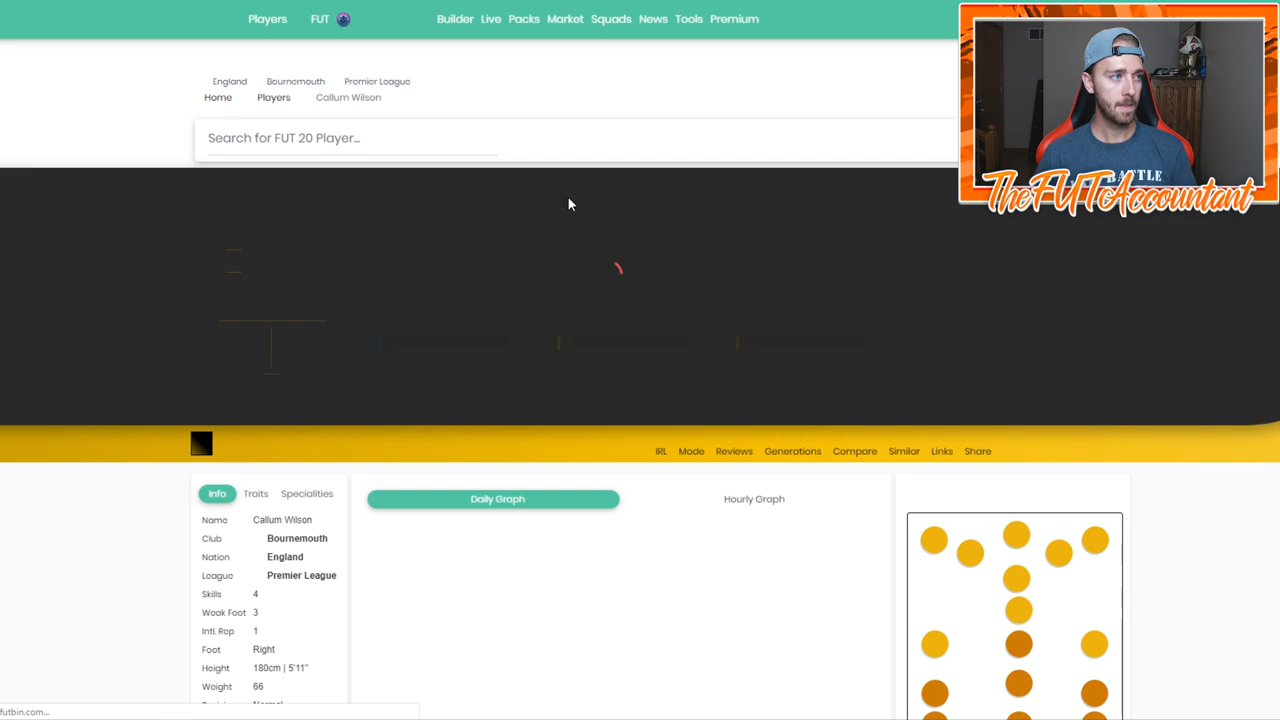 Players FUT Builder Live Packs Market Squads News Tools Premium
England Bournemouth Premier League
Home Players Callum Wilson
Search for FUT 20 Player...
BATTLE
TheFUTAccountant
IRL Mode Reviews Generations Compare Similar Links Share
Info Traits Specialities
Daily Graph Hourly Graph
Name Callum Wilson
Club Bournemouth
Nation England
League Premier League
Skills 4
Weak Foot 3
Intl. Rep 1
Foot Right
Height 180cm | 5'11"
Weight 66
futbin.com...